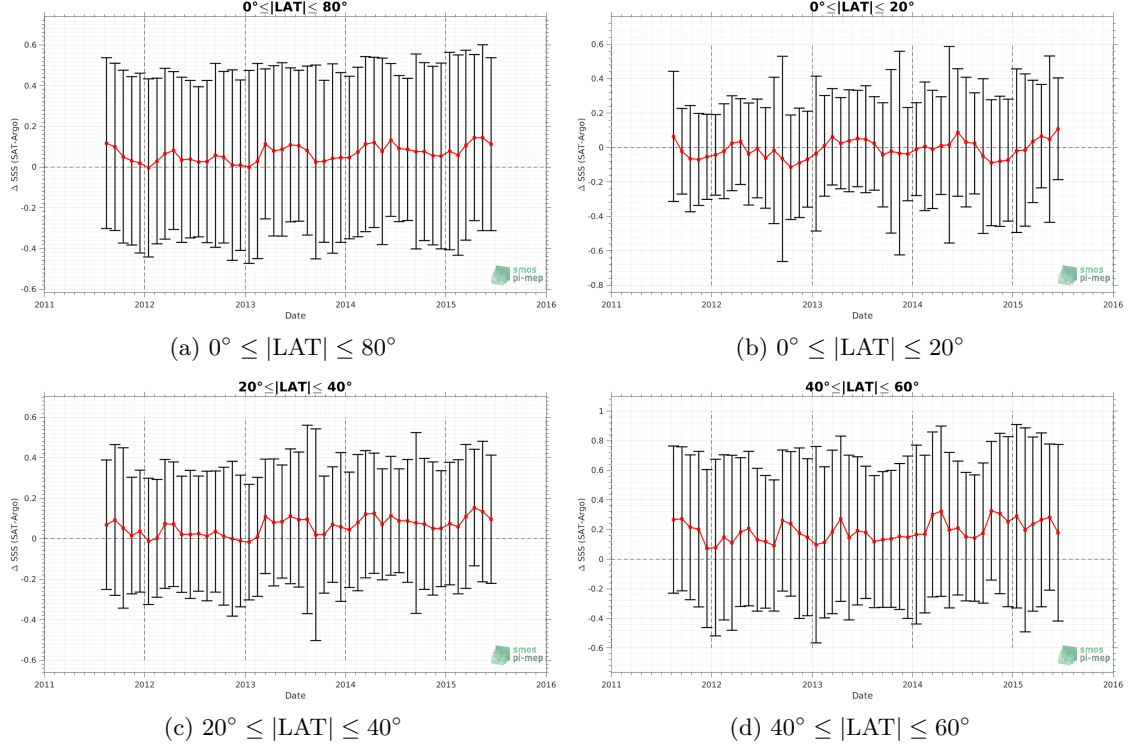 0°≤|LAT|≤ 80°
Δ SSS (SAT-Argo)
0.6
0.4
0.2
0
-0.2
-0.4
-0.6
2011 2012 2013 2014 2015 2016
Date
smos
pi-mep
(a) 0° ≤ |LAT| ≤ 80°
0°≤|LAT|≤ 20°
Δ SSS (SAT-Argo)
0.6
0.4
0.2
0
-0.2
-0.4
-0.6
-0.8
2011 2012 2013 2014 2015 2016
Date
smos
pi-mep
(b) 0° ≤ |LAT| ≤ 20°
20°≤|LAT|≤ 40°
Δ SSS (SAT-Argo)
0.6
0.4
0.2
0
-0.2
-0.4
-0.6
2011 2012 2013 2014 2015 2016
Date
smos
pi-mep
(c) 20° ≤ |LAT| ≤ 40°
40°≤|LAT|≤ 60°
Δ SSS (SAT-Argo)
1
0.8
0.6
0.4
0.2
0
-0.2
-0.4
-0.6
2011 2012 2013 2014 2015 2016
Date
smos
pi-mep
(d) 40° ≤ |LAT| ≤ 60°